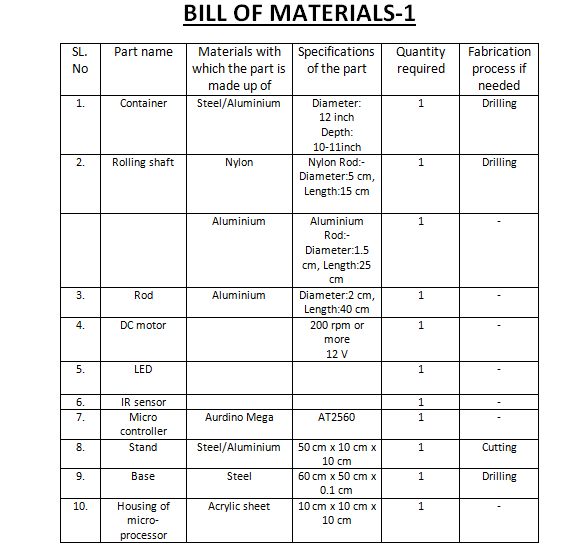 BILL OF MATERIALS-1
SL. No | Part name | Materials with which the part is made up of | Specifications of the part | Quantity required | Fabrication process if needed
1. | Container | Steel/Aluminium | Diameter: 12 inch Depth: 10-11inch | 1 | Drilling
2. | Rolling shaft | Nylon | Nylon Rod:- Diameter:5 cm, Length:15 cm | 1 | Drilling
Aluminium | Aluminium Rod:- Diameter:1.5 cm, Length:25 cm | 1 | -
3. | Rod | Aluminium | Diameter:2 cm, Length:40 cm | 1 | -
4. | DC motor | 200 rpm or more 12 V | 1 | -
5. | LED | 1 | -
6. | IR sensor | 1 | -
7. | Micro controller | Aurdino Mega | AT2560 | 1 | -
8. | Stand | Steel/Aluminium | 50 cm x 10 cm x 10 cm | 1 | Cutting
9. | Base | Steel | 60 cm x 50 cm x 0.1 cm | 1 | Drilling
10. | Housing of micro-processor | Acrylic sheet | 10 cm x 10 cm x 10 cm | 1 | -